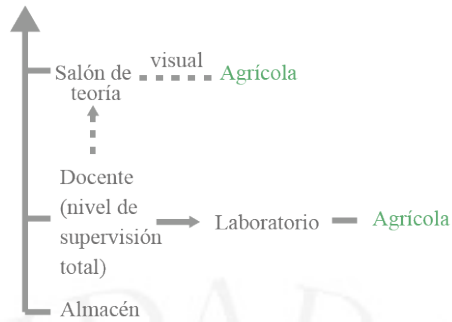 visual
Salón de
teoría
Agrícola
Docente
(nivel de
supervisión
total)
Laboratorio
Agrícola
Almacén